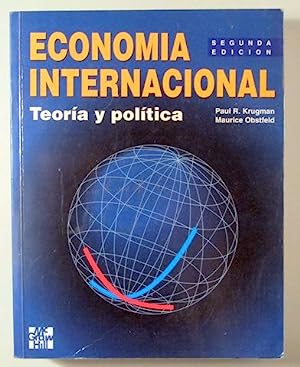 ECONOMIA
INTERNACIONAL
SEGUNDA
EDICION
Teoría y política
Paul R. Krugman
Maurice Obstfeld
Mc
Graw
Hill